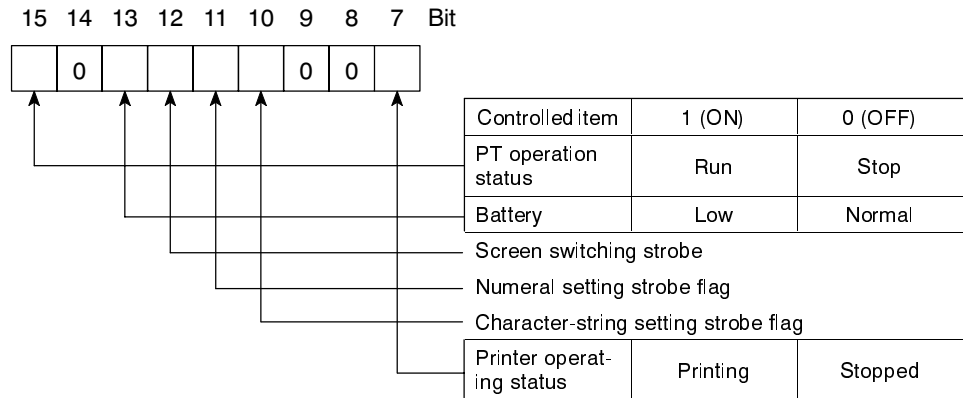 15 14 13 12 11 10 9 8 7 Bit
0 0 0
Controlled item 1 (ON) 0 (OFF)
PT operation
status Run Stop
Battery Low Normal
Screen switching strobe
Numeral setting strobe flag
Character-string setting strobe flag
Printer operat-
ing status Printing Stopped